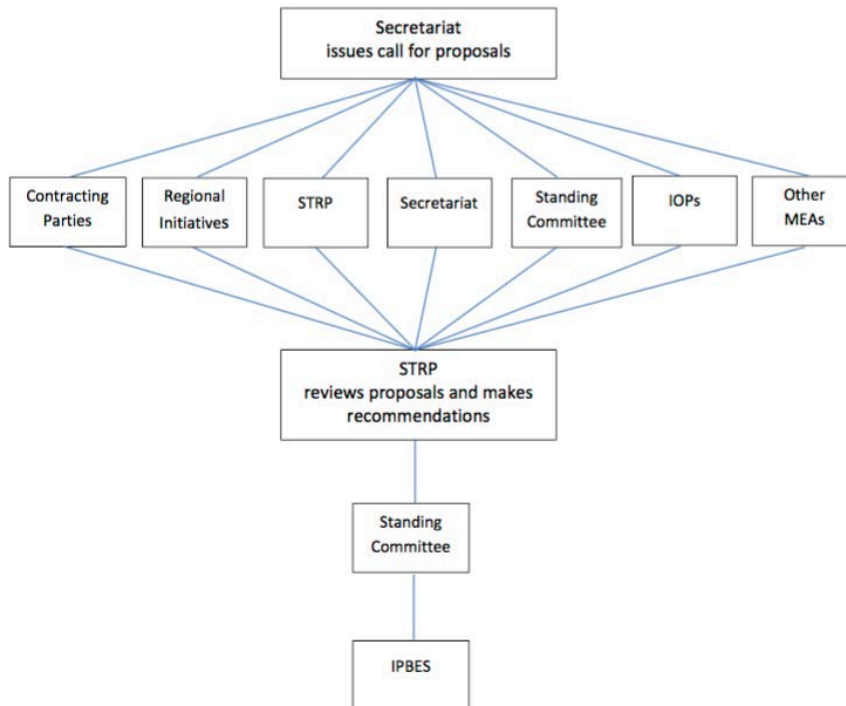 Secretariat
issues call for proposals
Contracting
Parties
Regional
Initiatives
STRP
Secretariat
Standing
Committee
IOPs
Other
MEAs
STRP
reviews proposals and makes
recommendations
Standing
Committee
IPBES